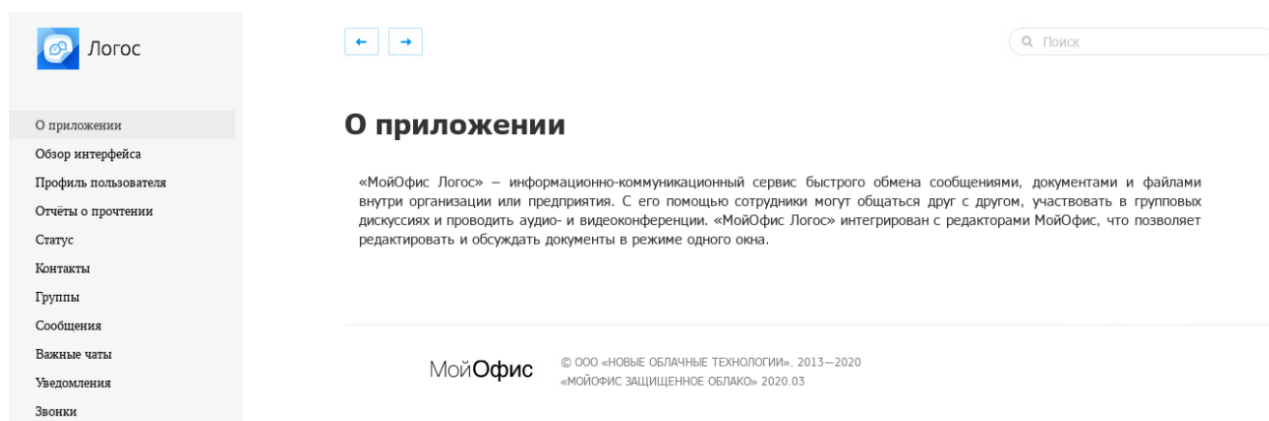 Логос
О приложении
Обзор интерфейса
Профиль пользователя
Отчёты о прочтении
Статус
Контакты
Группы
Сообщения
Важные чаты
Уведомления
Звонки
← →
Поиск
О приложении
«МойОфис Логос» — информационно-коммуникационный сервис быстрого обмена сообщениями, документами и файлами
внутри организации или предприятия. С его помощью сотрудники могут общаться друг с другом, участвовать в групповых
дискуссиях и проводить аудио- и видеоконференции. «МойОфис Логос» интегрирован с редакторами МойОфис, что позволяет
редактировать и обсуждать документы в режиме одного окна.
МойОфис
© ООО «НОВЫЕ ОБЛАЧНЫЕ ТЕХНОЛОГИИ», 2013—2020
«МОЙОФИС ЗАЩИЩЕННОЕ ОБЛАКО» 2020.03